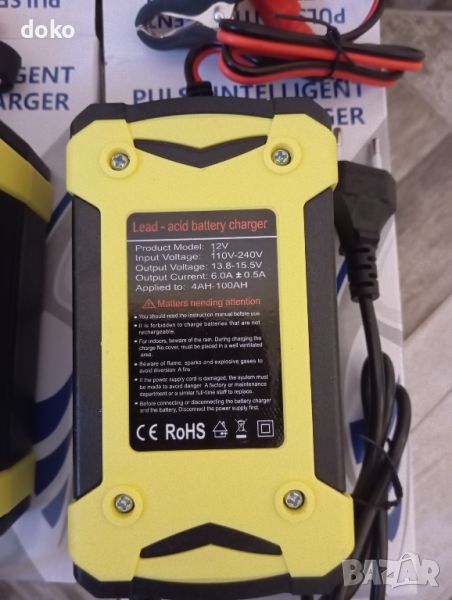 doko
PULSE
LLIGENT
CHARGER
PULS INTELLIGENT
CHARGER
Lead - acid battery charger
Product Model: 12V
Input Voltage: 110V-240V
Output Voltage: 13.8-15.5V
Output Current: 6.0A ± 0.5A
Applied to: 4AH-100AH
Matters needing attention
• You should need the instruction manual before use.
• It is forbidden to charge batteries that are not
rechargeable.
• For indoors, beware of the rain. During charging the
charge No cover, must be placed in a well ventilated
area.
• Beware of flame, sparks and explosive gases to
avoid diversion A fire
• If the power supply cord is damaged, the system must
be made to avoid danger A factory or maintenance
department or a similar full-time staff to replace.
• Before connecting or disconnecting the battery charger
and the battery, Disconnect the power supply first.
CE RoHS
BAZAR